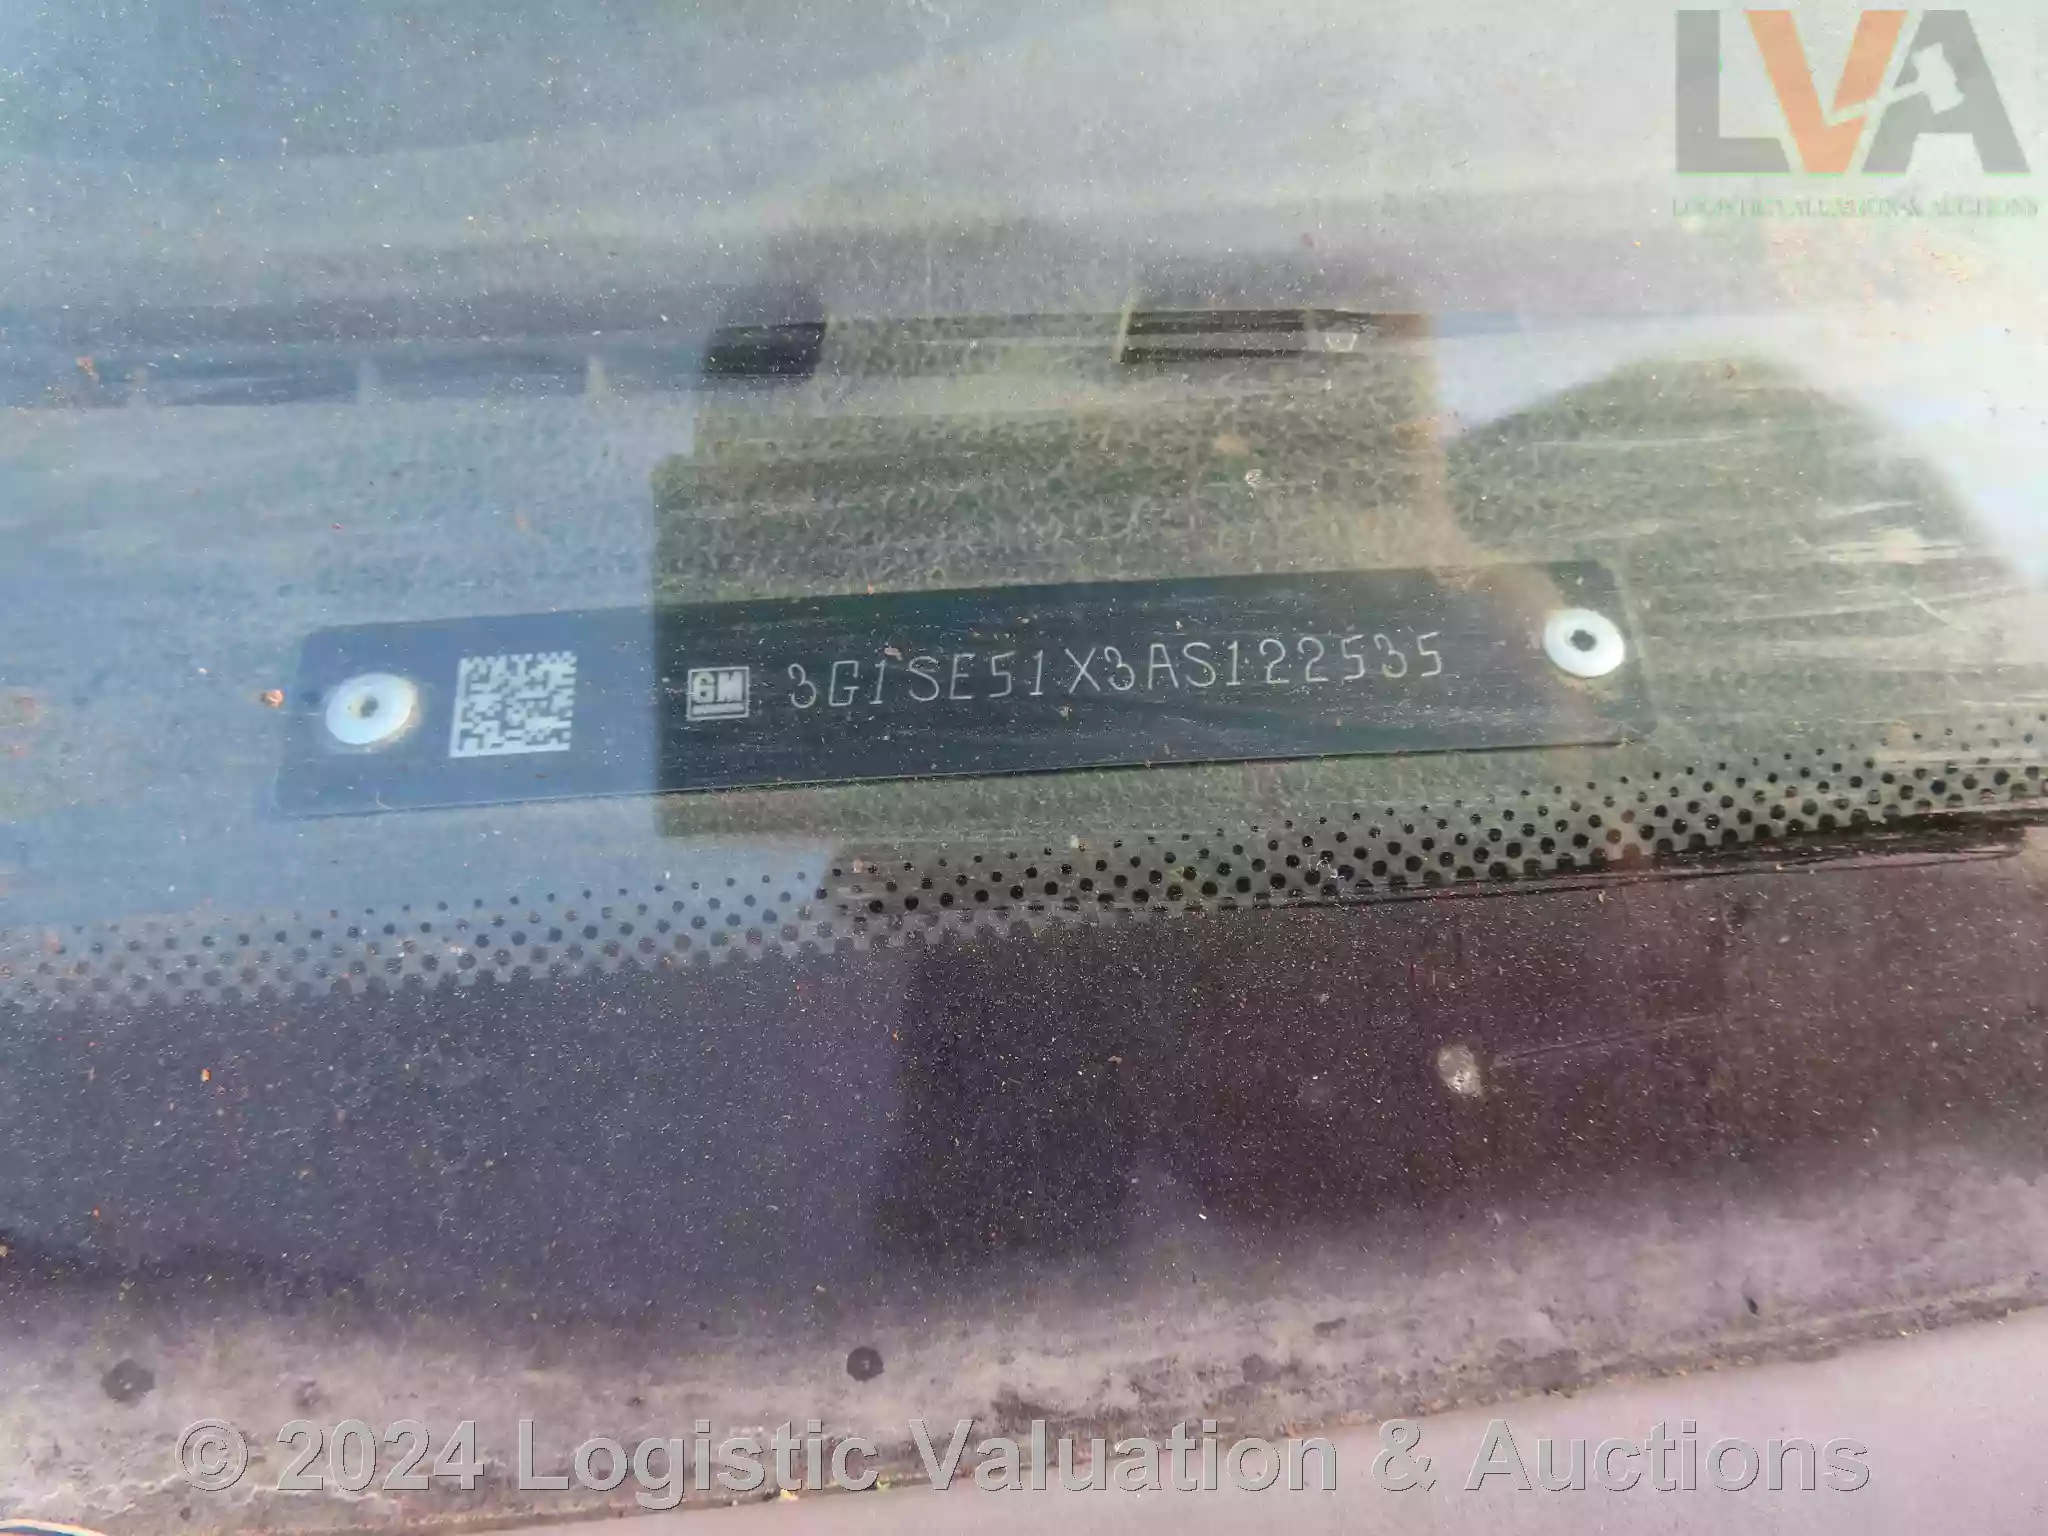 LVA
LOGISTIC VALUATION & AUCTIONS
GM 3G1SE51X3AS122535
© 2024 Logistic Valuation & Auctions